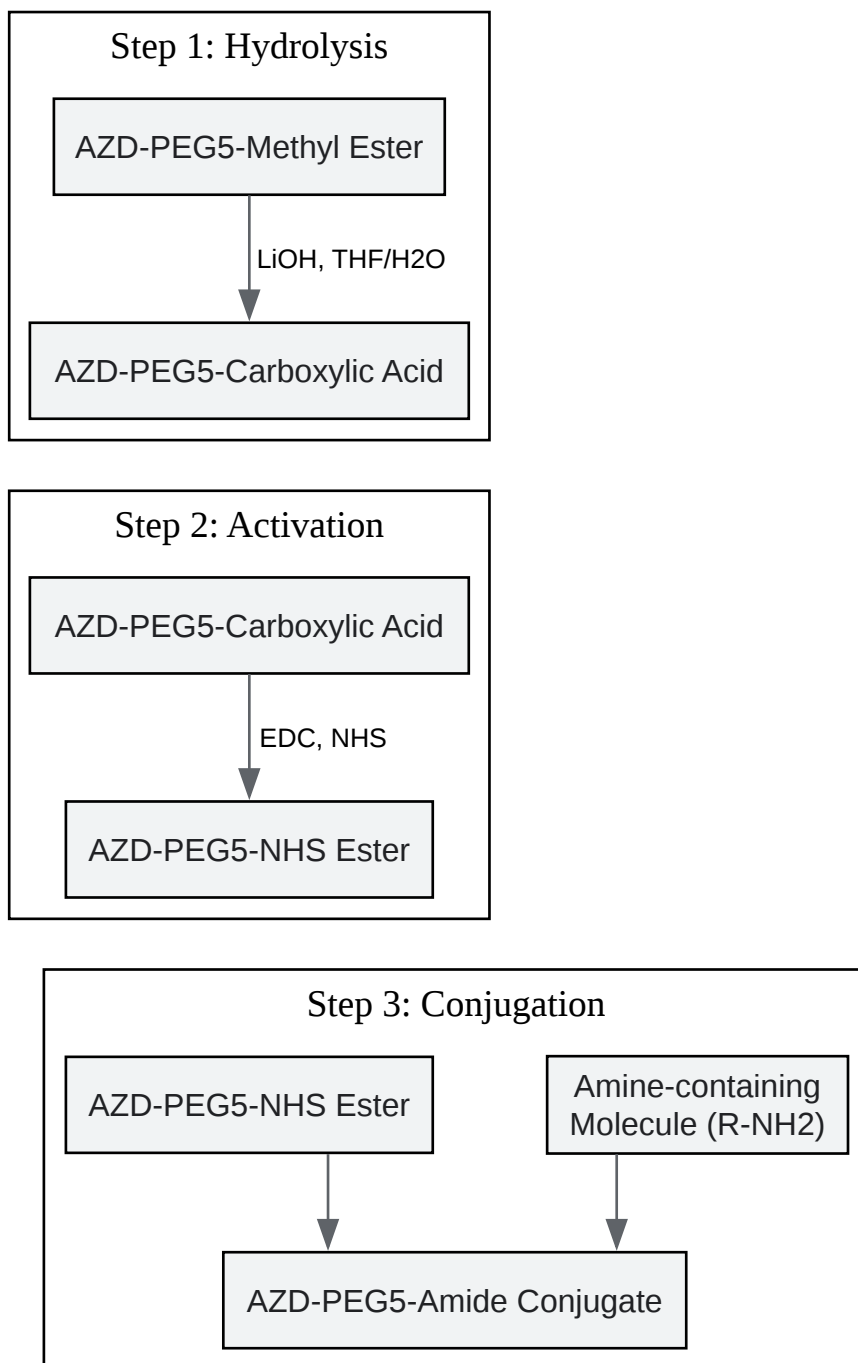 Step 1: Hydrolysis
AZD-PEG5-Methyl Ester
LiOH, THF/H2O
AZD-PEG5-Carboxylic Acid
Step 2: Activation
AZD-PEG5-Carboxylic Acid
EDC, NHS
AZD-PEG5-NHS Ester
Step 3: Conjugation
AZD-PEG5-NHS Ester
Amine-containing
Molecule (R-NH2)
AZD-PEG5-Amide Conjugate